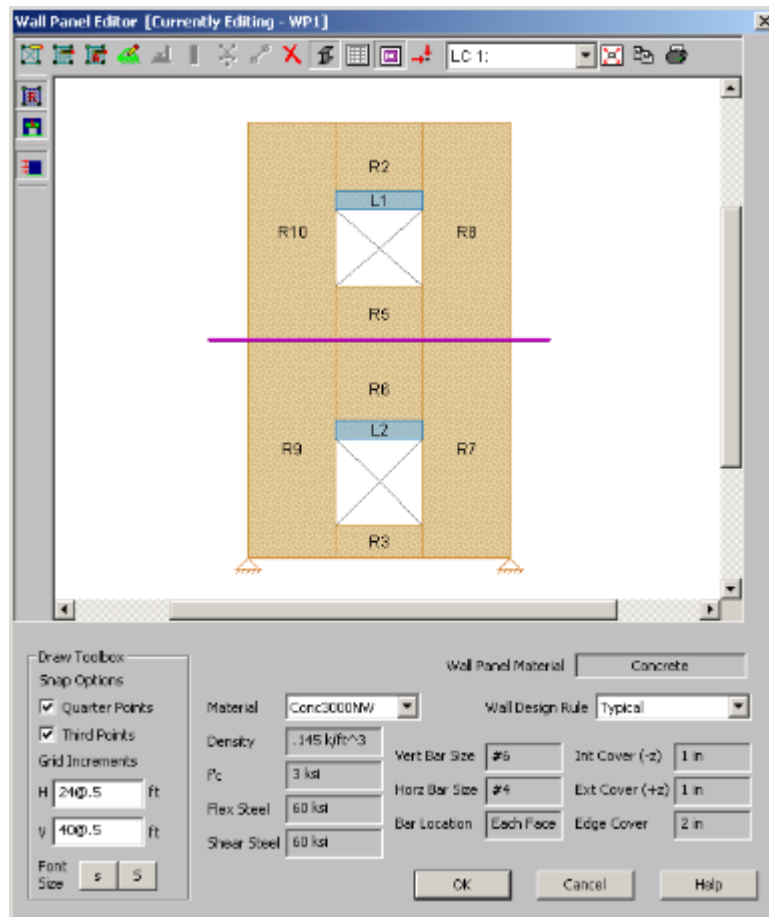 Wall Panel Editor [Currently Editing - WP1]
LC 1:
R2
L1
R10
R8
R5
R6
L2
R9
R7
R3
Draw Toolbox
Snap Options
Quarter Points
Third Points
Grid Increments
H 24@.5 ft
V 40@.5 ft
Font Size s S
Material Conc3000NW
Density .145 k/ft^3
f'c 3 ksi
Flex Steel 60 ksi
Shear Steel 60 ksi
Wall Panel Material Concrete
Wall Design Rule Typical
Vert Bar Size #6 Int Cover (-z) 1 in
Horz Bar Size #4 Ext Cover (+z) 1 in
Bar Location Each Face Edge Cover 2 in
OK Cancel Help